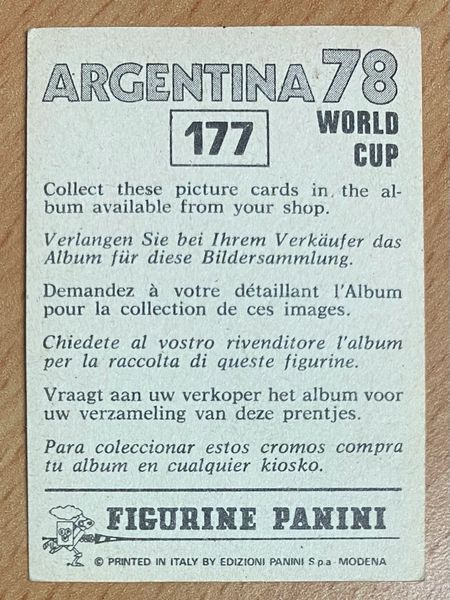 ARGENTINA 78
177 WORLD
CUP
Collect these picture cards in the al-
bum available from your shop.
Verlangen Sie bei Ihrem Verkäufer das
Album für diese Bildersammlung.
Demandez à votre détaillant l'Album
pour la collection de ces images.
Chiedete al vostro rivenditore l'album
per la raccolta di queste figurine.
Vraagt aan uw verkoper het album voor
uw verzameling van deze prentjes.
Para coleccionar estos cromos compra
tu album en cualquier kiosko.
FIGURINE PANINI
© PRINTED IN ITALY BY EDIZIONI PANINI S.p.a - MODENA